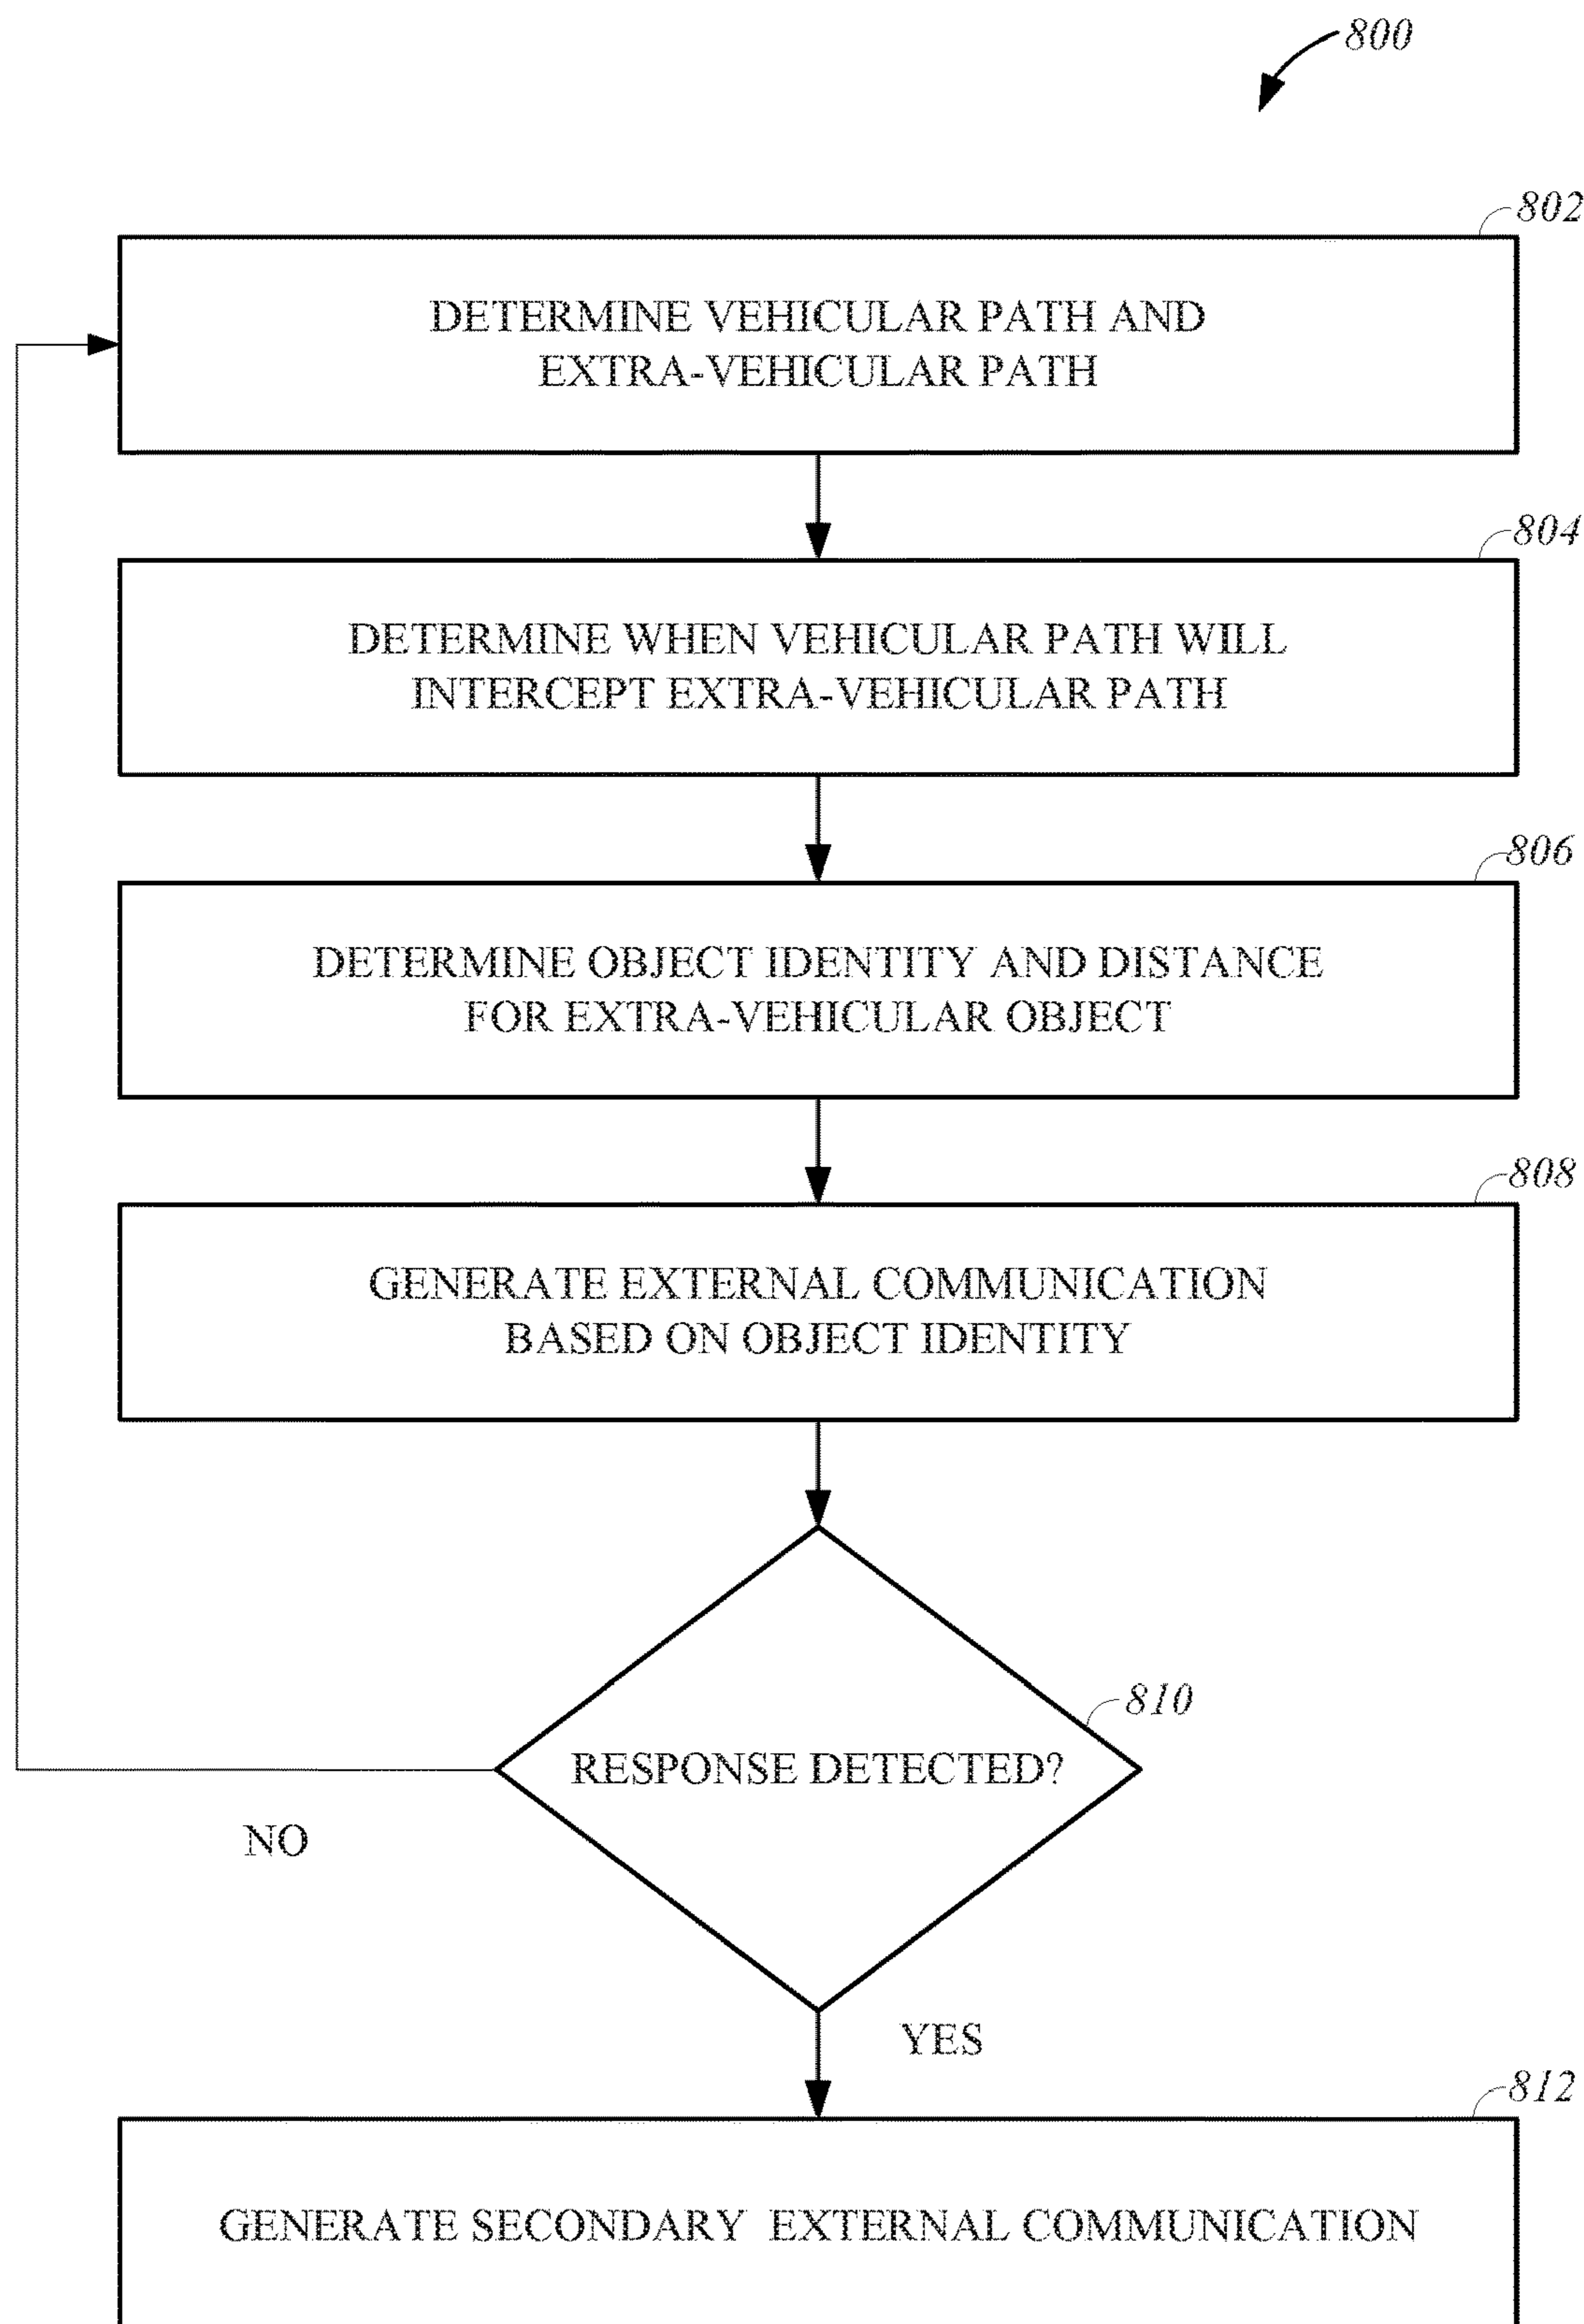 800
802
DETERMINE VEHICULAR PATH AND
EXTRA-VEHICULAR PATH
804
DETERMINE WHEN VEHICULAR PATH WILL
INTERCEPT EXTRA-VEHICULAR PATH
806
DETERMINE OBJECT IDENTITY AND DISTANCE
FOR EXTRA-VEHICULAR OBJECT
808
GENERATE EXTERNAL COMMUNICATION
BASED ON OBJECT IDENTITY
810
RESPONSE DETECTED?
NO
YES
812
GENERATE SECONDARY EXTERNAL COMMUNICATION